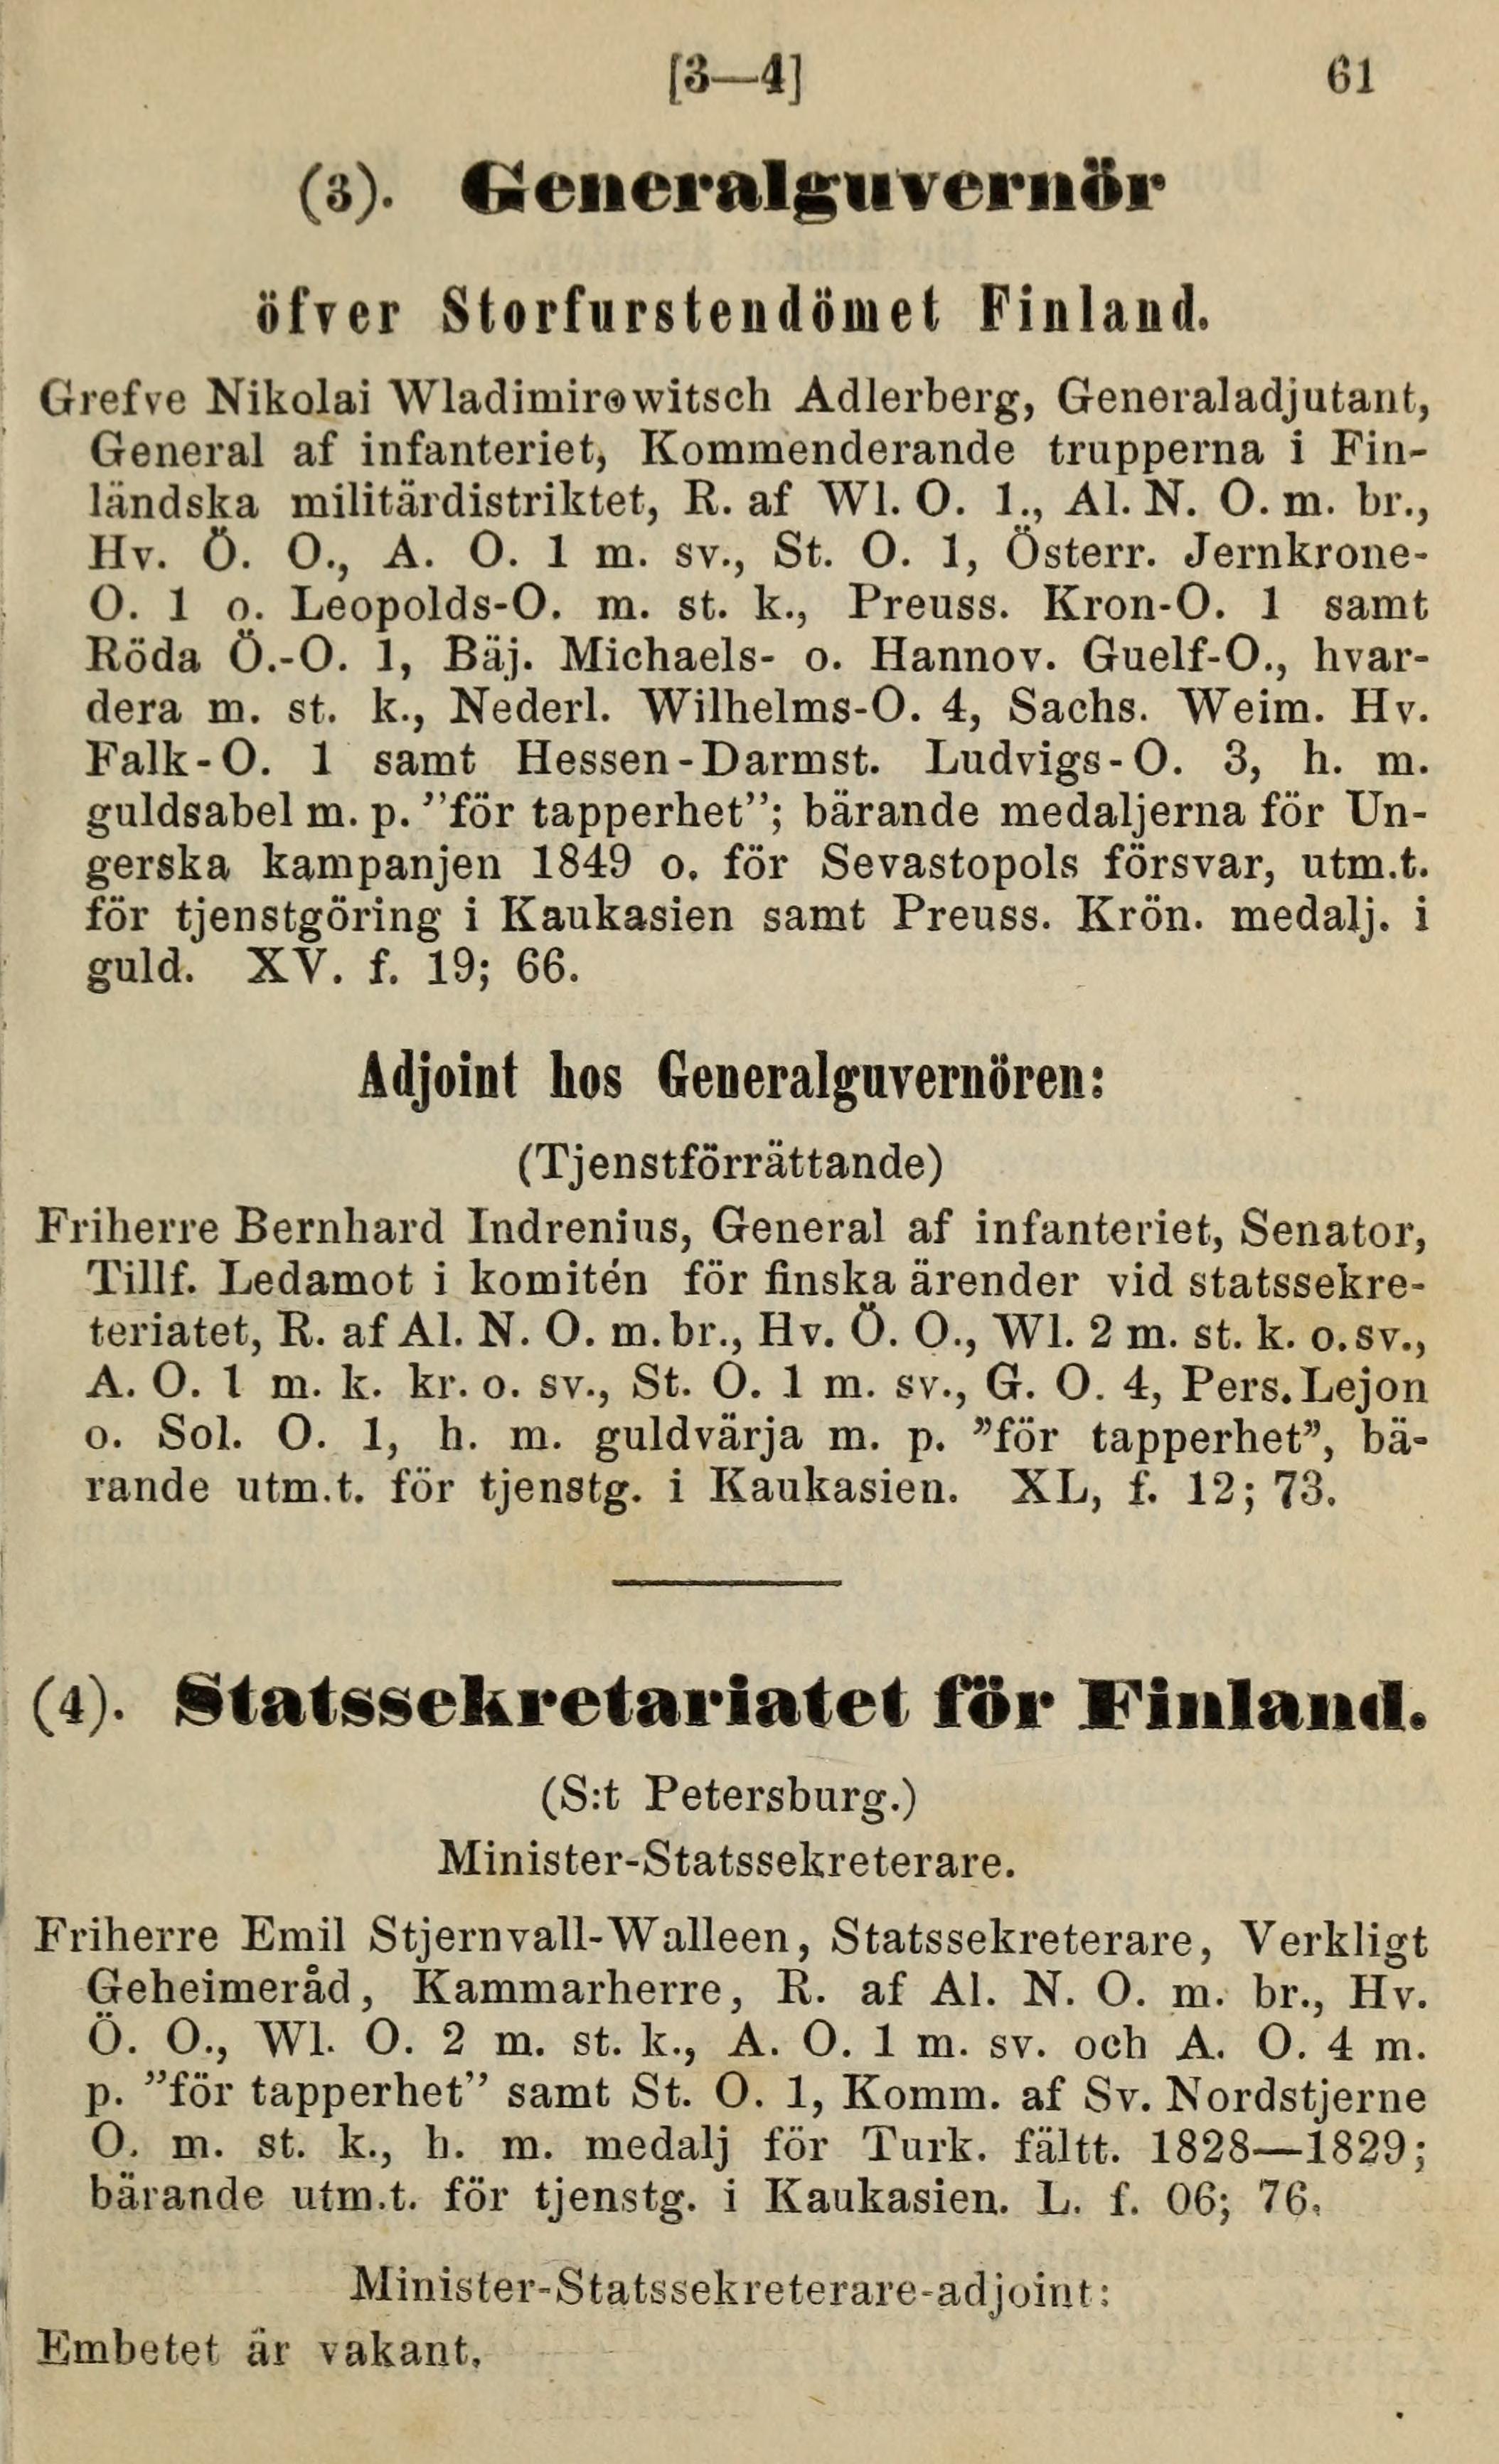 [3—4] 61
(3). Generalguvernör
öfver Storfurstendömet Finland.
Grefve Nikolai Wladimirowitsch Adlerberg, Generaladjutant,
General af infanteriet, Kommenderande trupperna i Fin-
ländska militärdistriktet, R. af Wl. O. 1., Al. N. O. m. br.,
Hv. Ö. O., A. O. 1 m. sv., St. O. 1, Österr. Jernkrone-
O. 1 o. Leopolds-O. m. st. k., Preuss. Kron-O. 1 samt
Röda Ö.-O. 1, Bäj. Michaels- o. Hannov. Guelf-O., hvar-
dera m. st. k., Nederl. Wilhelms-O. 4, Sachs. Weim. Hv.
Falk-O. 1 samt Hessen-Darmst. Ludvigs-O. 3, h. m.
guldsabel m. p. ”för tapperhet”; bärande medaljerna för Un-
gerska kampanjen 1849 o. för Sevastopols försvar, utm.t.
för tjenstgöring i Kaukasien samt Preuss. Krön. medalj. i
guld. XV. f. 19; 66.
Adjoint hos Generalguvernören:
(Tjenstförrättande)
Friherre Bernhard Indrenius, General af infanteriet, Senator,
Tillf. Ledamot i komitén för finska ärender vid statssekre-
teriatet, R. af Al. N. O. m. br., Hv. Ö. O., Wl. 2 m. st. k. o. sv.,
A. O. 1 m. k. kr. o. sv., St. O. 1 m. sv., G. O. 4, Pers. Lejon
o. Sol. O. 1, h. m. guldvärja m. p. ”för tapperhet”, bä-
rande utm.t. för tjenstg. i Kaukasien. XL, f. 12; 73.
(4). Statssekretariatet för Finland.
(S:t Petersburg.)
Minister-Statssekreterare.
Friherre Emil Stjernvall-Walleen, Statssekreterare, Verkligt
Geheimeråd, Kammarherre, R. af Al. N. O. m. br., Hv.
Ö. O., Wl. O. 2 m. st. k., A. O. 1 m. sv. och A. O. 4 m.
p. ”för tapperhet” samt St. O. 1, Komm. af Sv. Nordstjerne
O. m. st. k., h. m. medalj för Turk. fältt. 1828—1829;
bärande utm.t. för tjenstg. i Kaukasien. L. f. 06; 76.
Minister-Statssekreterare-adjoint:
Embetet är vakant.